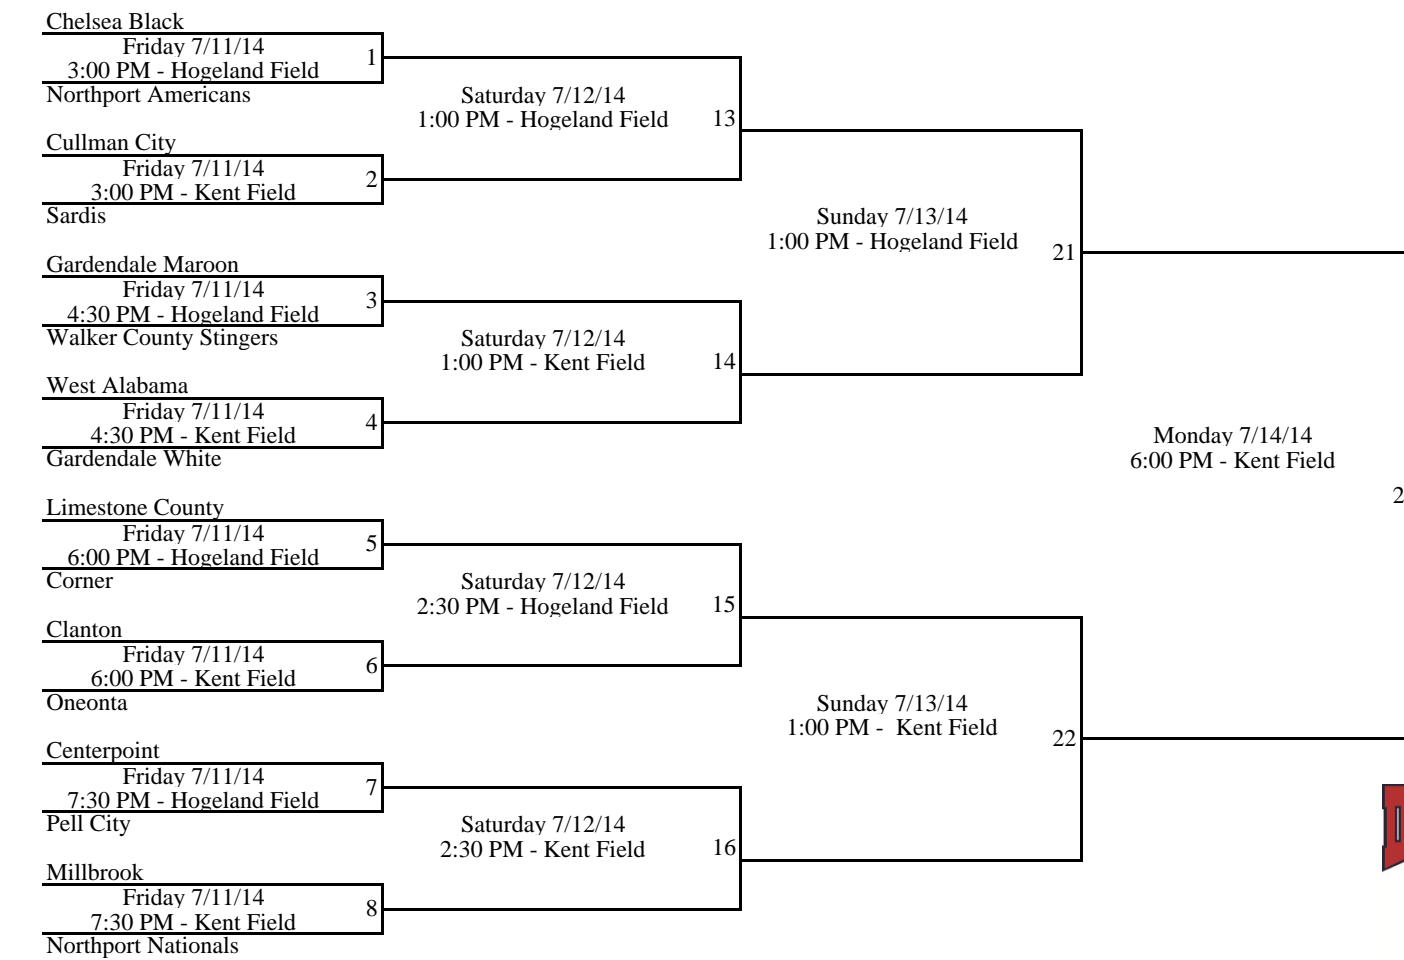 Chelsea Black
Friday 7/11/14
3:00 PM - Hogeland Field
1
Northport Americans
Cullman City
Friday 7/11/14
3:00 PM - Kent Field
2
Sardis
Saturday 7/12/14
1:00 PM - Hogeland Field
13
Gardendale Maroon
Friday 7/11/14
4:30 PM - Hogeland Field
3
Walker County Stingers
West Alabama
Friday 7/11/14
4:30 PM - Kent Field
4
Gardendale White
Saturday 7/12/14
1:00 PM - Kent Field
14
Sunday 7/13/14
1:00 PM - Hogeland Field
21
Limestone County
Friday 7/11/14
6:00 PM - Hogeland Field
5
Corner
Clanton
Friday 7/11/14
6:00 PM - Kent Field
6
Oneonta
Saturday 7/12/14
2:30 PM - Hogeland Field
15
Centerpoint
Friday 7/11/14
7:30 PM - Hogeland Field
7
Pell City
Millbrook
Friday 7/11/14
7:30 PM - Kent Field
8
Northport Nationals
Saturday 7/12/14
2:30 PM - Kent Field
16
Sunday 7/13/14
1:00 PM - Kent Field
22
Monday 7/14/14
6:00 PM - Kent Field
2